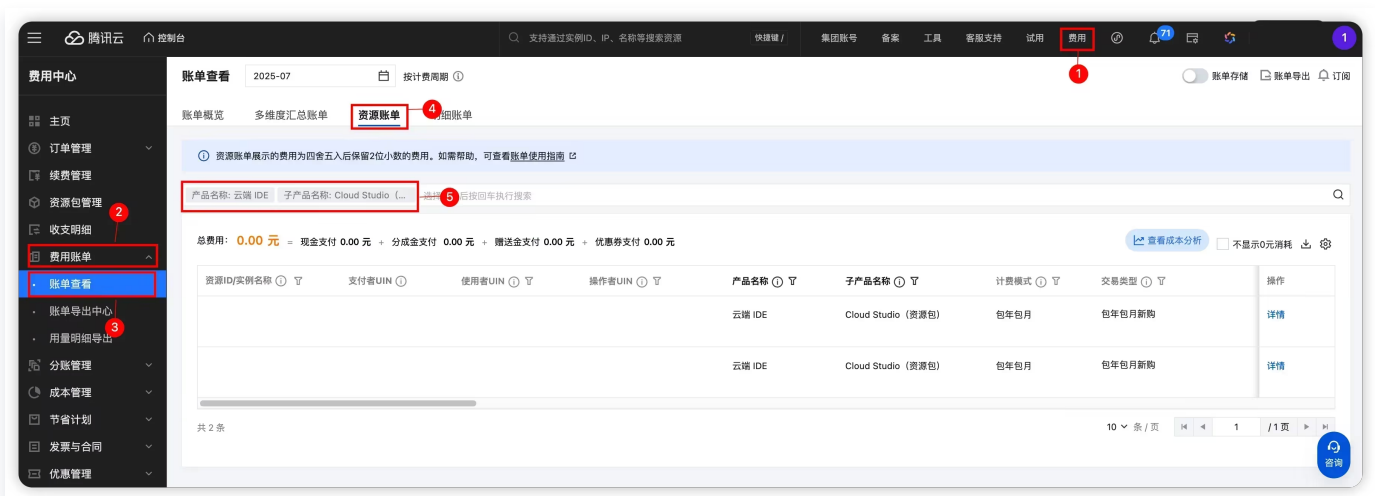 腾讯云 控制台 支持通过实例ID、IP、名称等搜索资源 快捷键 / 集团账号 备案 工具 客服支持 试用 费用 71 1
1
费用中心
账单查看 2025-07 按计费周期 账单存储 账单导出 订阅
账单概览 多维度汇总账单 资源账单 4 明细账单
主页
订单管理
续费管理
资源包管理
2
收支明细
费用账单
账单查看
账单导出中心
3
用量明细导出
分账管理
成本管理
节省计划
发票与合同
优惠管理
资源账单展示的费用为四舍五入后保留2位小数的费用。如需帮助，可查看账单使用指南
产品名称: 云端 IDE 子产品名称: Cloud Studio（... 5 后按回车执行搜索
总费用: 0.00 元 = 现金支付 0.00 元 + 分成金支付 0.00 元 + 赠送金支付 0.00 元 + 优惠券支付 0.00 元 查看成本分析 不显示0元消耗
资源ID/实例名称 支付者UIN 使用者UIN 操作者UIN 产品名称 子产品名称 计费模式 交易类型 操作
云端 IDE Cloud Studio（资源包） 包年包月 包年包月新购 详情
云端 IDE Cloud Studio（资源包） 包年包月 包年包月新购 详情
共 2 条 10 条 / 页 1 / 1 页
咨询